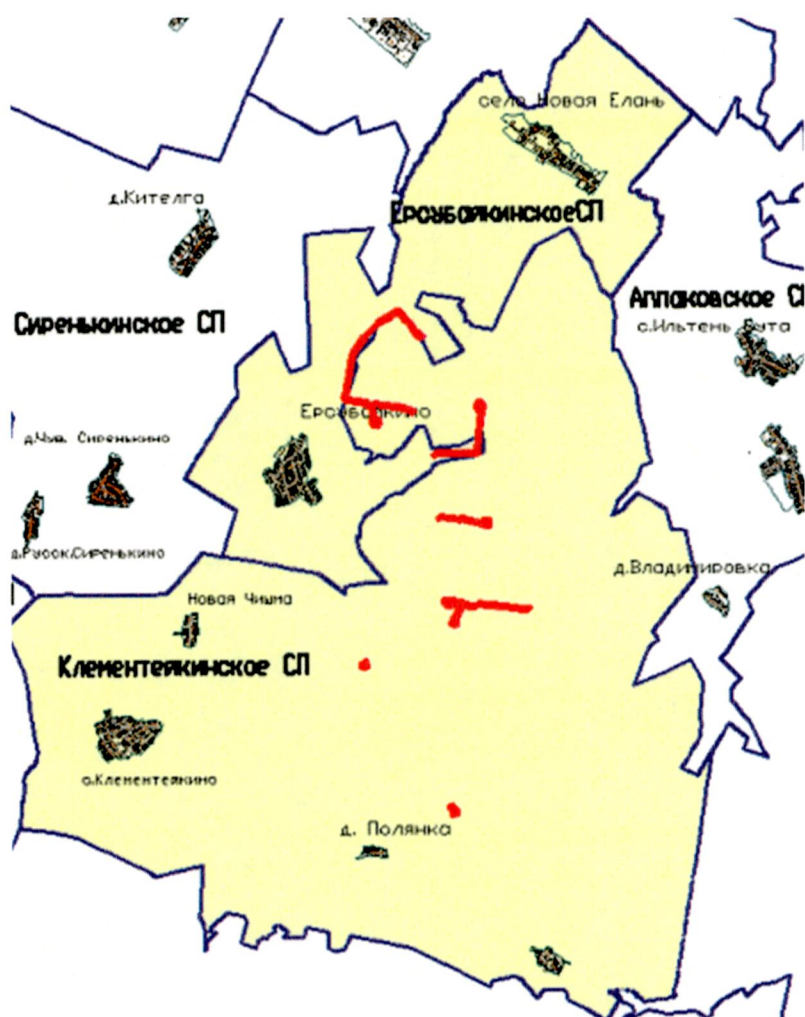 село Новая Елань
д.Кителга
ЕрсубайкинскоеСП
Аппаковское СП
Сиренькинское СП
с.Ильтень Бута
Ерсубайкино
д.Чув. Сиренькино
д.Русск.Сиренькино
д.Владимировка
Новая Чишма
Клементейкинское СП
с.Клементейкино
д. Полянка